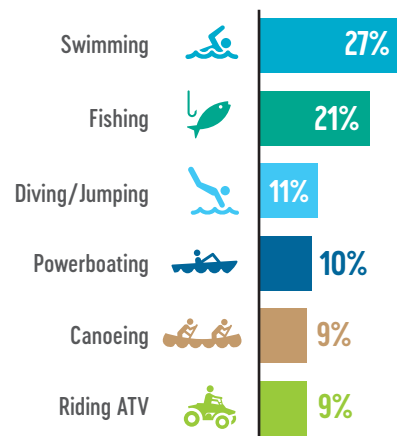 Swimming 27%
Fishing 21%
Diving/Jumping 11%
Powerboating 10%
Canoeing 9%
Riding ATV 9%